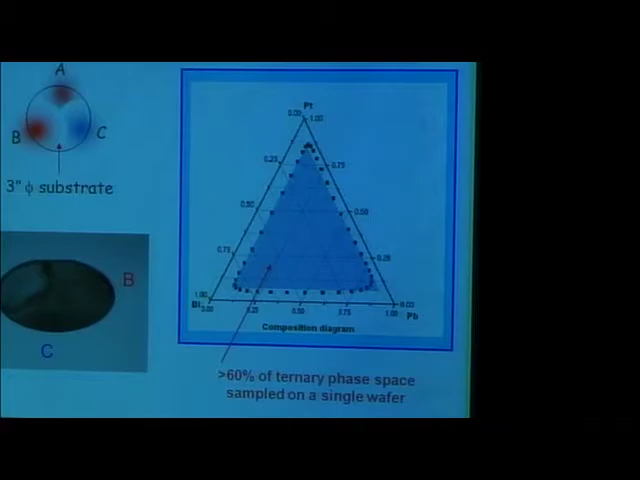 A
B
C
3" ϕ substrate
B
C
Pt
0.00
1.00
0.25
0.75
0.50
0.50
0.75
0.25
1.00
0.00
Bi
0.00
0.25
0.50
0.75
1.00
Pb
Composition diagram
>60% of ternary phase space
sampled on a single wafer